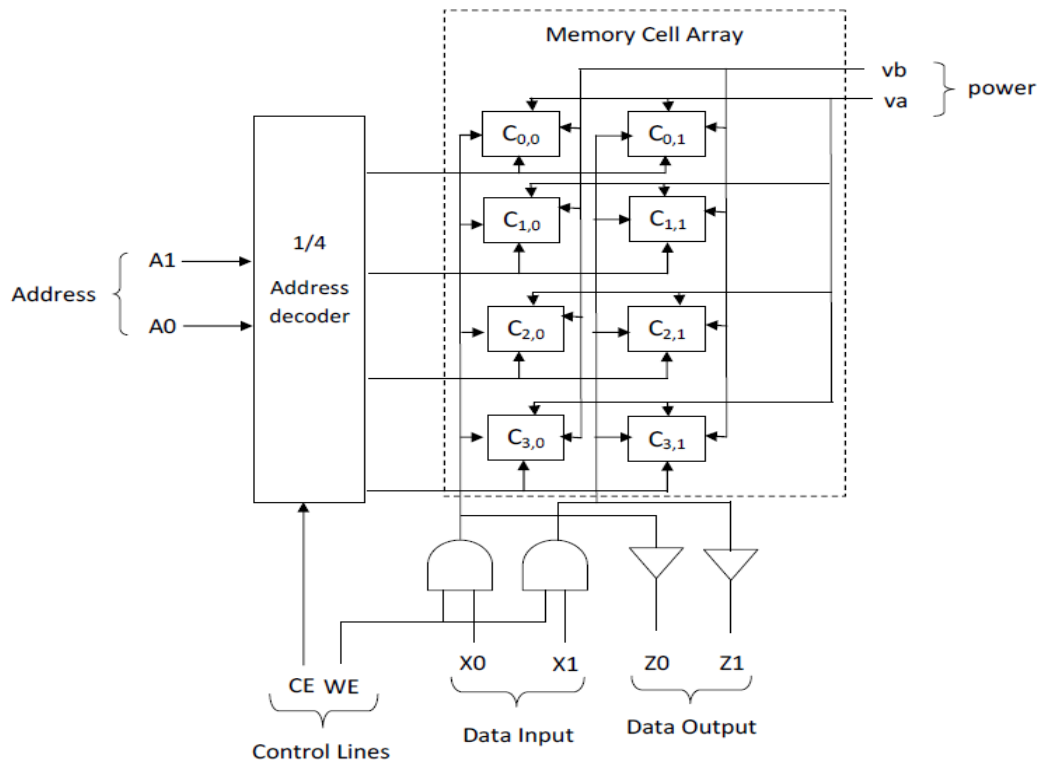 Memory Cell Array
vb
va
power
C0,0
C0,1
C1,0
C1,1
1/4
Address
decoder
A1
A0
Address
C2,0
C2,1
C3,0
C3,1
X0
X1
Z0
Z1
CE WE
Data Input
Data Output
Control Lines